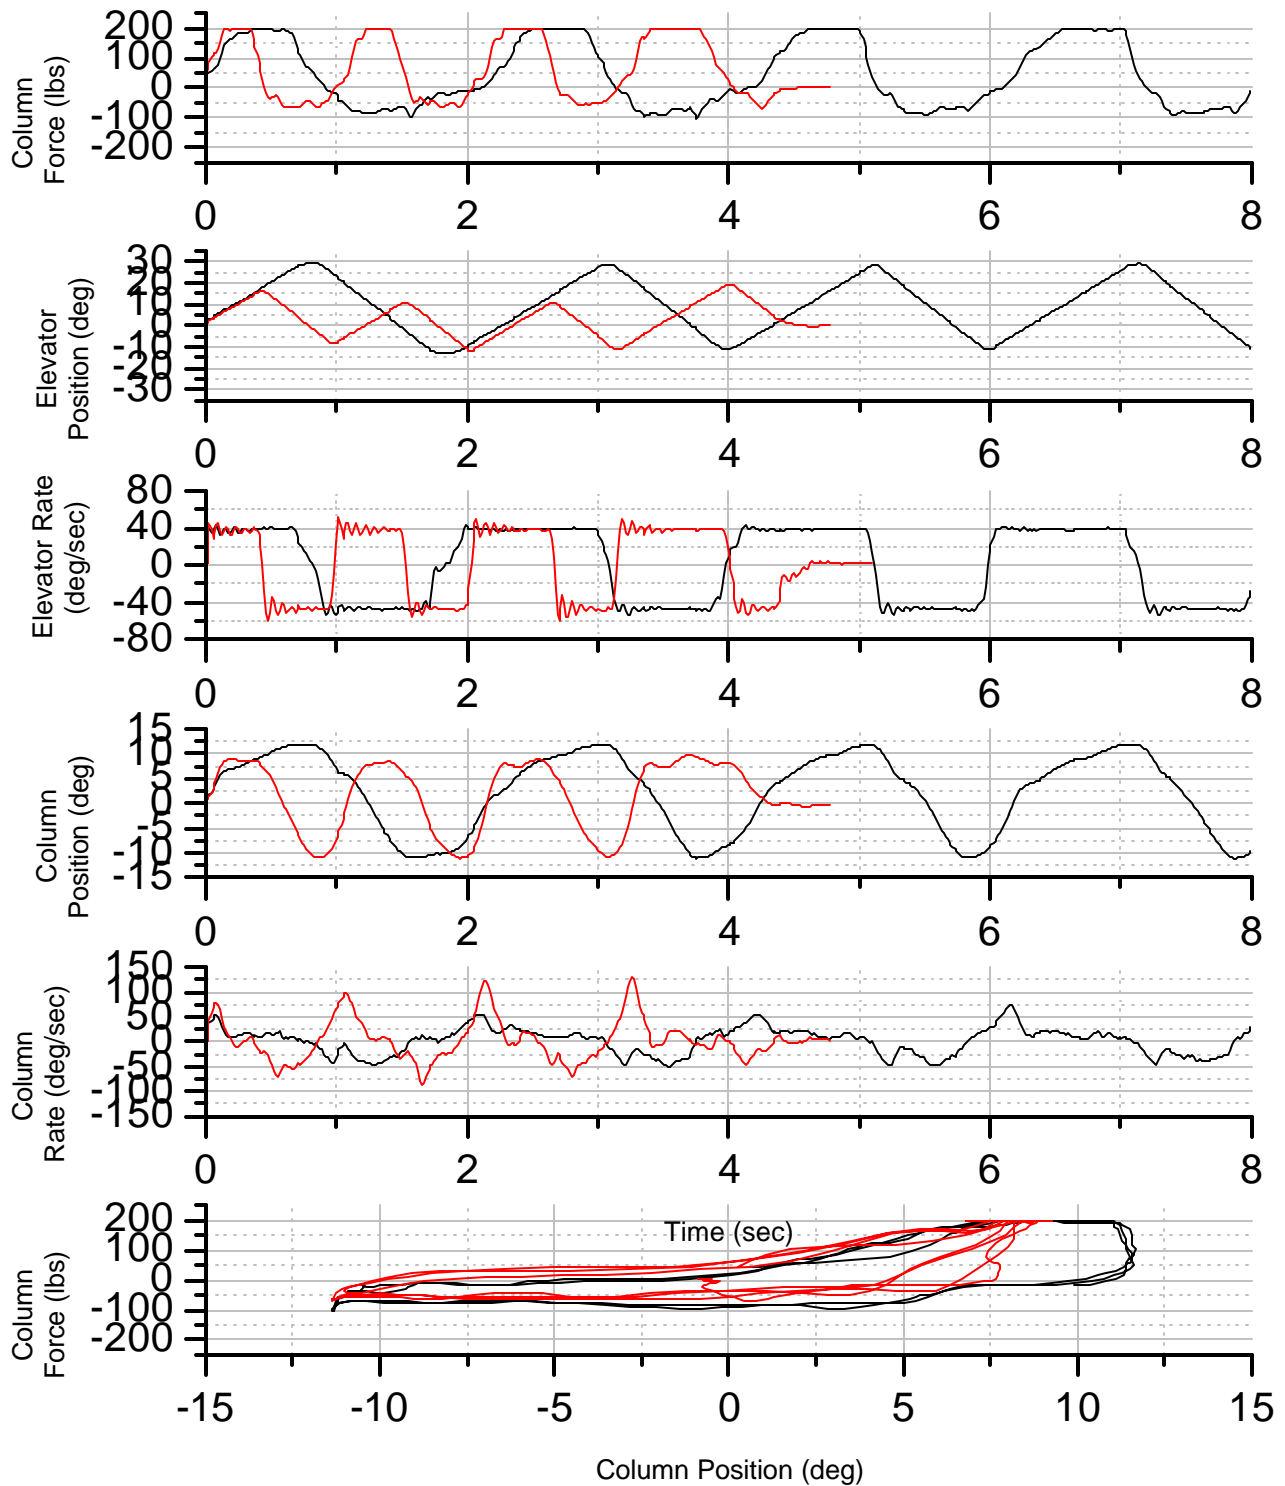 Column
Force (lbs)
200
100
0
-100
-200
0 2 4 6 8
Elevator
Position (deg)
30
20
10
0
-10
-20
-30
0 2 4 6 8
Elevator Rate
(deg/sec)
80
40
0
-40
-80
0 2 4 6 8
Column
Position (deg)
15
10
5
0
-5
-10
-15
0 2 4 6 8
Column
Rate (deg/sec)
150
100
50
0
-50
-100
-150
0 2 4 6 8
Column
Force (lbs)
200
100
0
-100
-200
Time (sec)
-15 -10 -5 0 5 10 15
Column Position (deg)